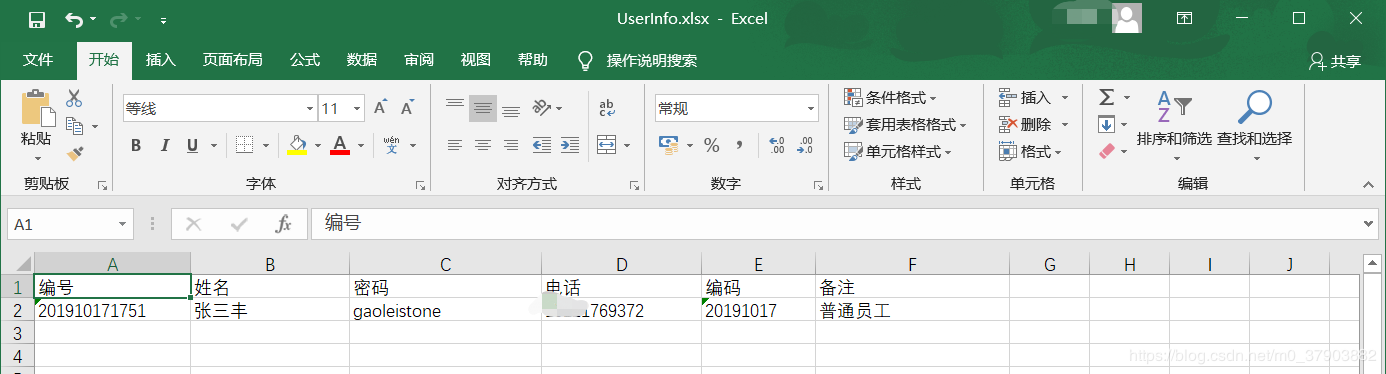 UserInfo.xlsx - Excel
文件 开始 插入 页面布局 公式 数据 审阅 视图 帮助 操作说明搜索 共享
等线 11 A A ab c 常规 条件格式 插入 Σ A Z
粘贴 B I U A wén 文 % , .0 .00 .00 .0 套用表格格式 删除 排序和筛选 查找和选择
单元格样式 格式
剪贴板 字体 对齐方式 数字 样式 单元格 编辑
A1 fx 编号
A B C D E F G H I J
1 编号 姓名 密码 电话 编码 备注
2 201910171751 张三丰 gaoleistone 1769372 20191017 普通员工
3
4
https://blog.csdn.net/m0_37903882